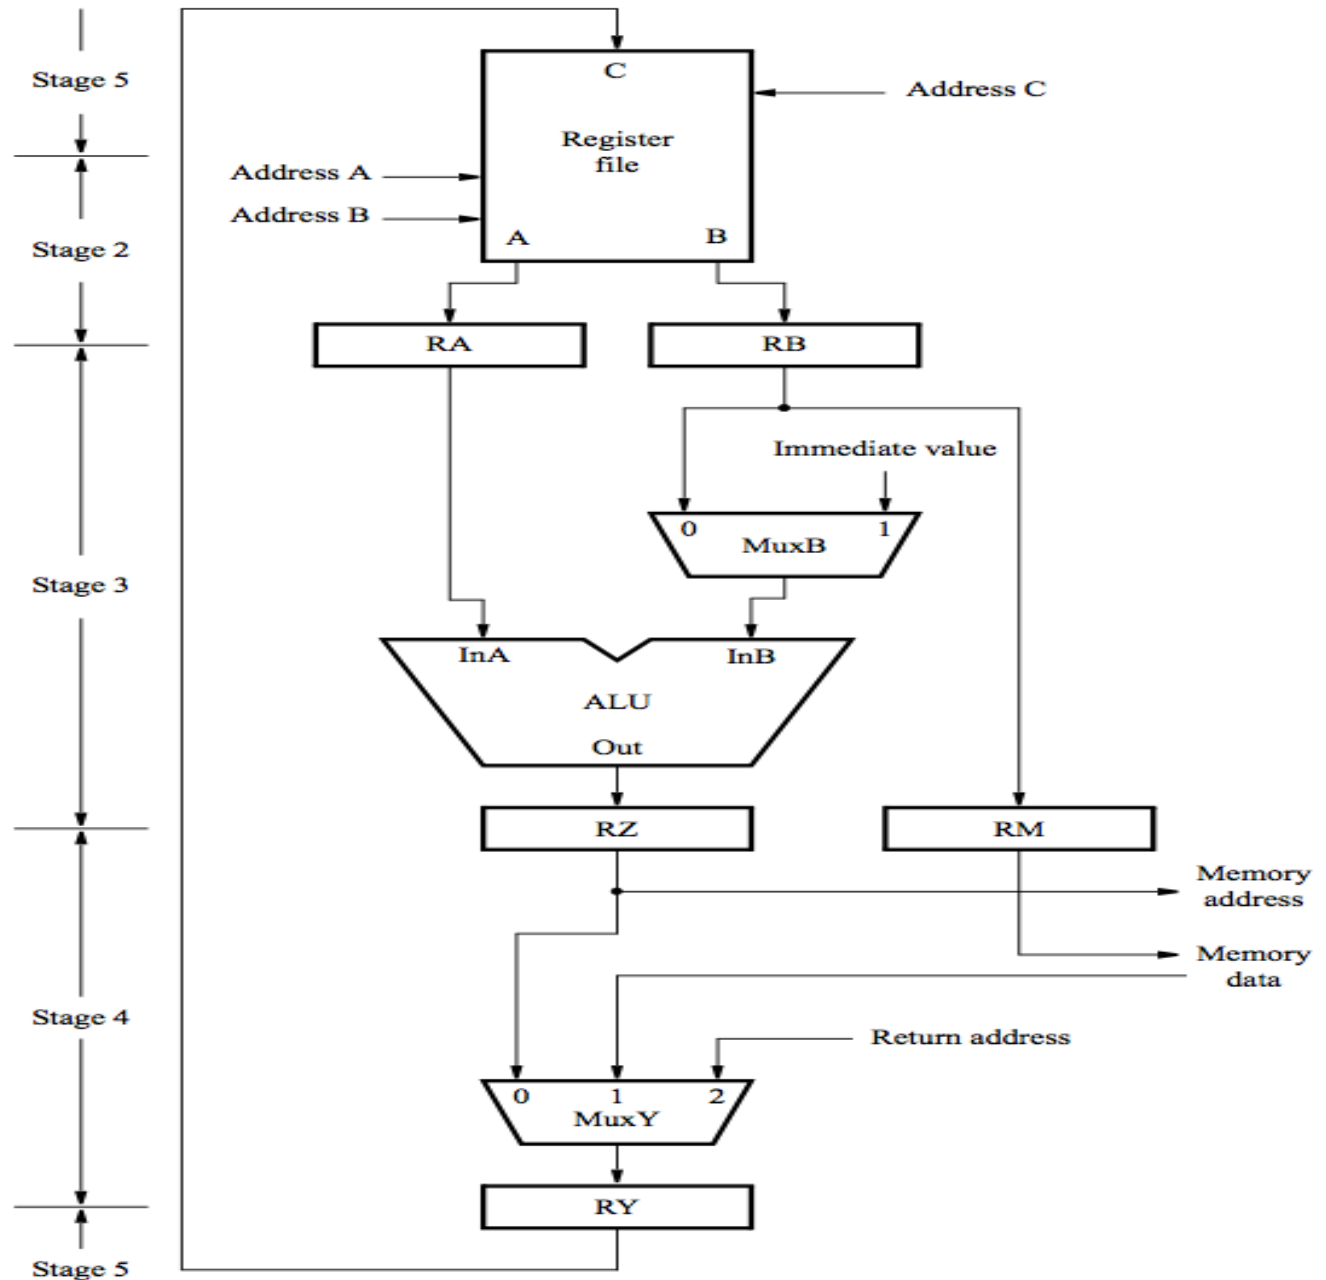 Stage 5
C
Address C
Register
file
Address A
Address B
A
B
Stage 2
RA
RB
Immediate value
0
1
MuxB
Stage 3
InA
InB
ALU
Out
RZ
RM
Memory
address
Memory
data
Stage 4
Return address
0
1
2
MuxY
RY
Stage 5